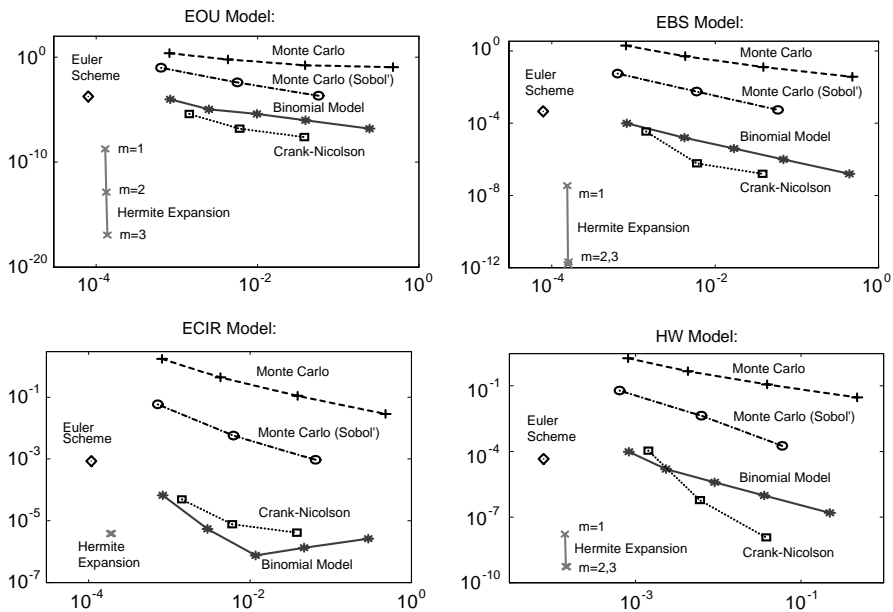 EOU Model:
10^0
10^-10
10^-20
Euler
Scheme
Monte Carlo
Monte Carlo (Sobol')
Binomial Model
Crank-Nicolson
m=1
m=2
Hermite Expansion
m=3
10^-4
10^-2
10^0
EBS Model:
10^0
10^-4
10^-8
10^-12
Euler
Scheme
Monte Carlo
Monte Carlo (Sobol')
Binomial Model
Crank-Nicolson
m=1
Hermite Expansion
m=2,3
10^-4
10^-2
10^0
ECIR Model:
10^-1
10^-3
10^-5
10^-7
Monte Carlo
Euler
Scheme
Monte Carlo (Sobol')
Crank-Nicolson
Hermite
Expansion
Binomial Model
10^-4
10^-2
10^0
HW Model:
10^-1
10^-4
10^-7
10^-10
Monte Carlo
Euler
Scheme
Monte Carlo (Sobol')
Binomial Model
m=1
Hermite Expansion
Crank-Nicolson
m=2,3
10^-3
10^-1